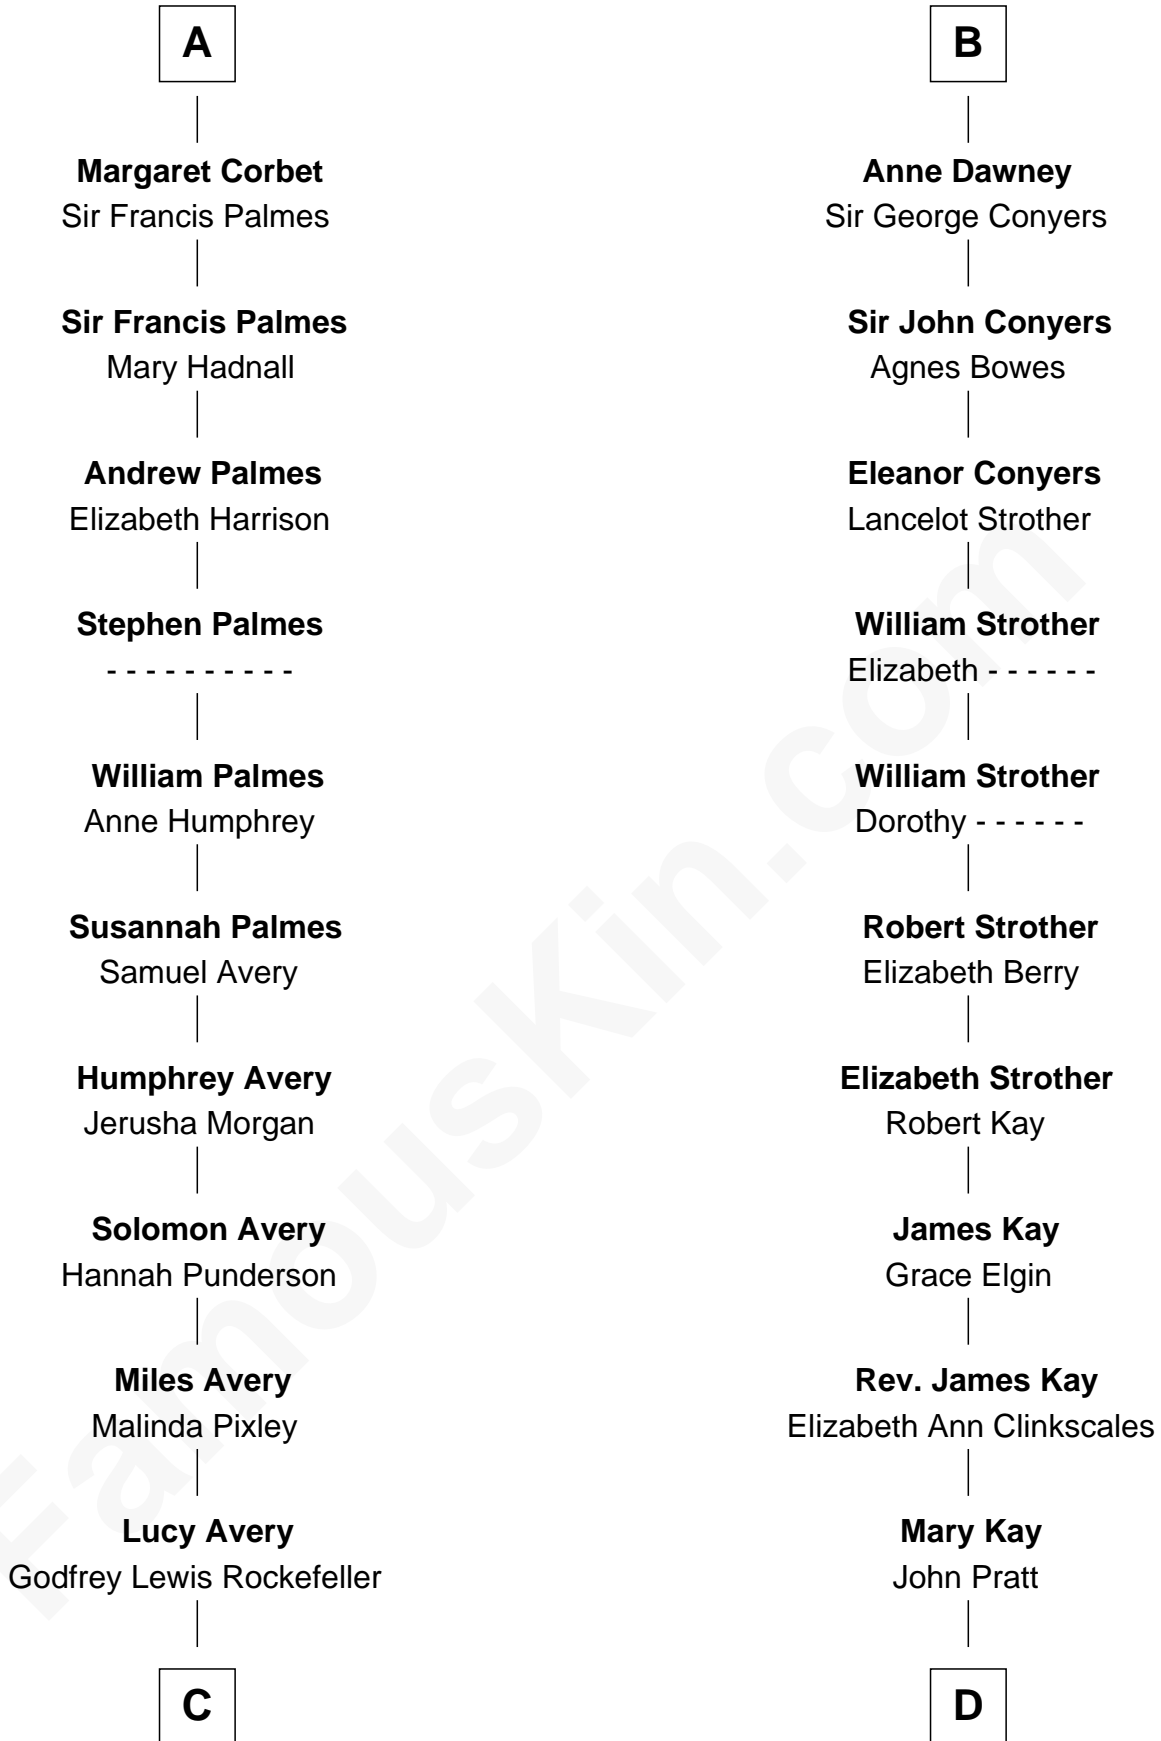 A
Margaret Corbet
Sir Francis Palmes
Sir Francis Palmes
Mary Hadnall
Andrew Palmes
Elizabeth Harrison
Stephen Palmes
- - - - - - - - - -
William Palmes
Anne Humphrey
Susannah Palmes
Samuel Avery
Humphrey Avery
Jerusha Morgan
Solomon Avery
Hannah Punderson
Miles Avery
Malinda Pixley
Lucy Avery
Godfrey Lewis Rockefeller
C
B
Anne Dawney
Sir George Conyers
Sir John Conyers
Agnes Bowes
Eleanor Conyers
Lancelot Strother
William Strother
Elizabeth - - - - - -
William Strother
Dorothy - - - - - -
Robert Strother
Elizabeth Berry
Elizabeth Strother
Robert Kay
James Kay
Grace Elgin
Rev. James Kay
Elizabeth Ann Clinkscales
Mary Kay
John Pratt
D
FamousKin.com